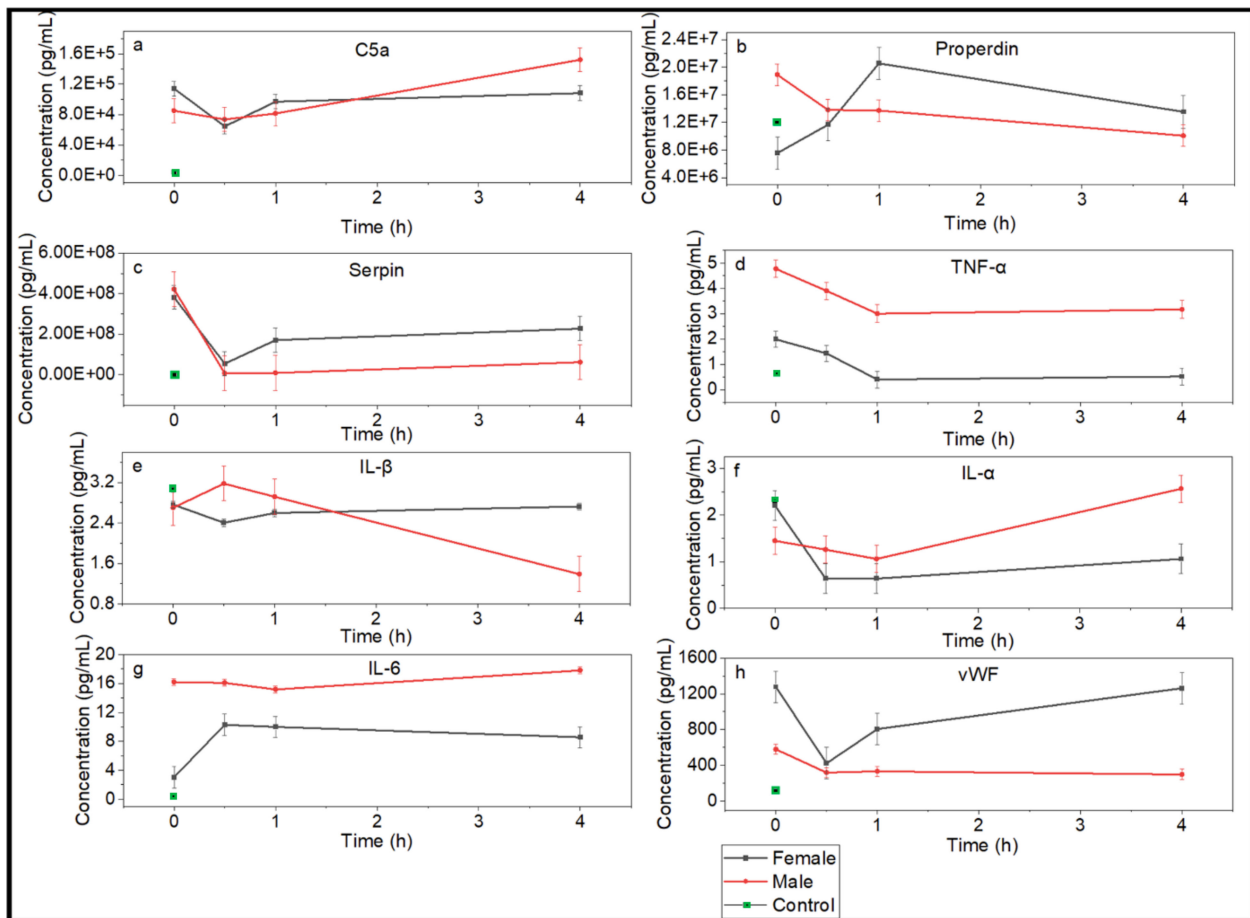 a
C5a
Concentration (pg/mL)
1.6E+5
1.2E+5
8.0E+4
4.0E+4
0.0E+0
0 1 2 3 4
Time (h)
b
Properdin
Concentration (pg/mL)
2.4E+7
2.0E+7
1.6E+7
1.2E+7
8.0E+6
4.0E+6
0 1 2 3 4
Time (h)
c
Serpin
Concentration (pg/mL)
6.00E+08
4.00E+08
2.00E+08
0.00E+00
0 1 2 3 4
Time (h)
d
TNF-α
Concentration (pg/mL)
5
4
3
2
1
0
0 1 2 3 4
Time (h)
e
IL-β
Concentration (pg/mL)
3.2
2.4
1.6
0.8
0 1 2 3 4
Time (h)
f
IL-α
Concentration (pg/mL)
3
2
1
0
0 1 2 3 4
Time (h)
g
IL-6
Concentration (pg/mL)
20
16
12
8
4
0
0 1 2 3 4
Time (h)
h
vWF
Concentration (pg/mL)
1600
1200
800
400
0
0 1 2 3 4
Time (h)
Female
Male
Control